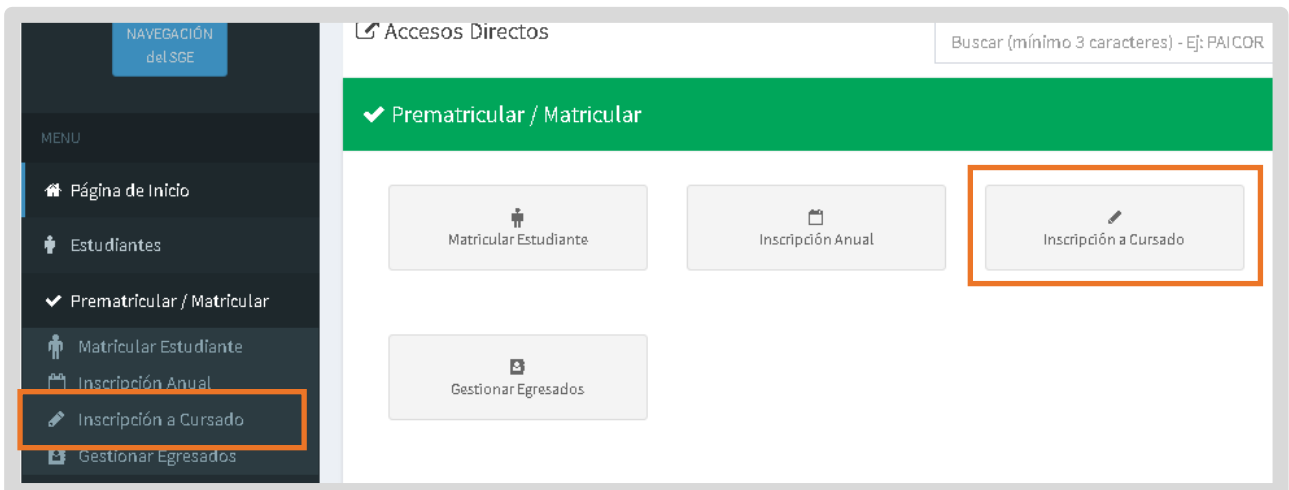 NAVEGACIÓN
del SGE
MENU
Página de Inicio
Estudiantes
Prematricular / Matricular
Matricular Estudiante
Inscripción Anual
Inscripción a Cursado
Gestionar Egresados
Accesos Directos
Buscar (mínimo 3 caracteres) - Ej: PAICOR
Prematricular / Matricular
Matricular Estudiante
Inscripción Anual
Inscripción a Cursado
Gestionar Egresados